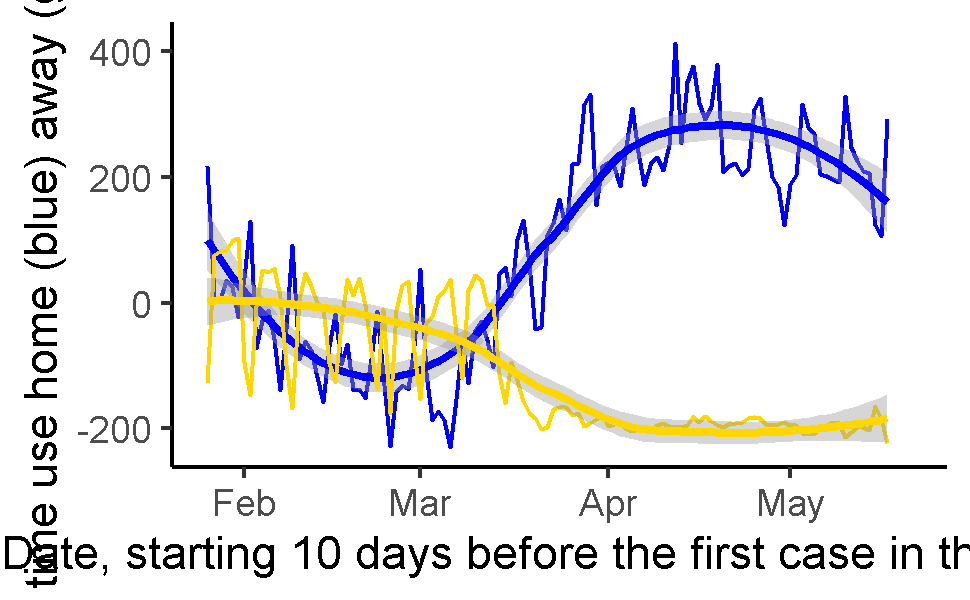 time use home (blue) away (
400
200
0
-200
Feb Mar Apr May
Date, starting 10 days before the first case in th